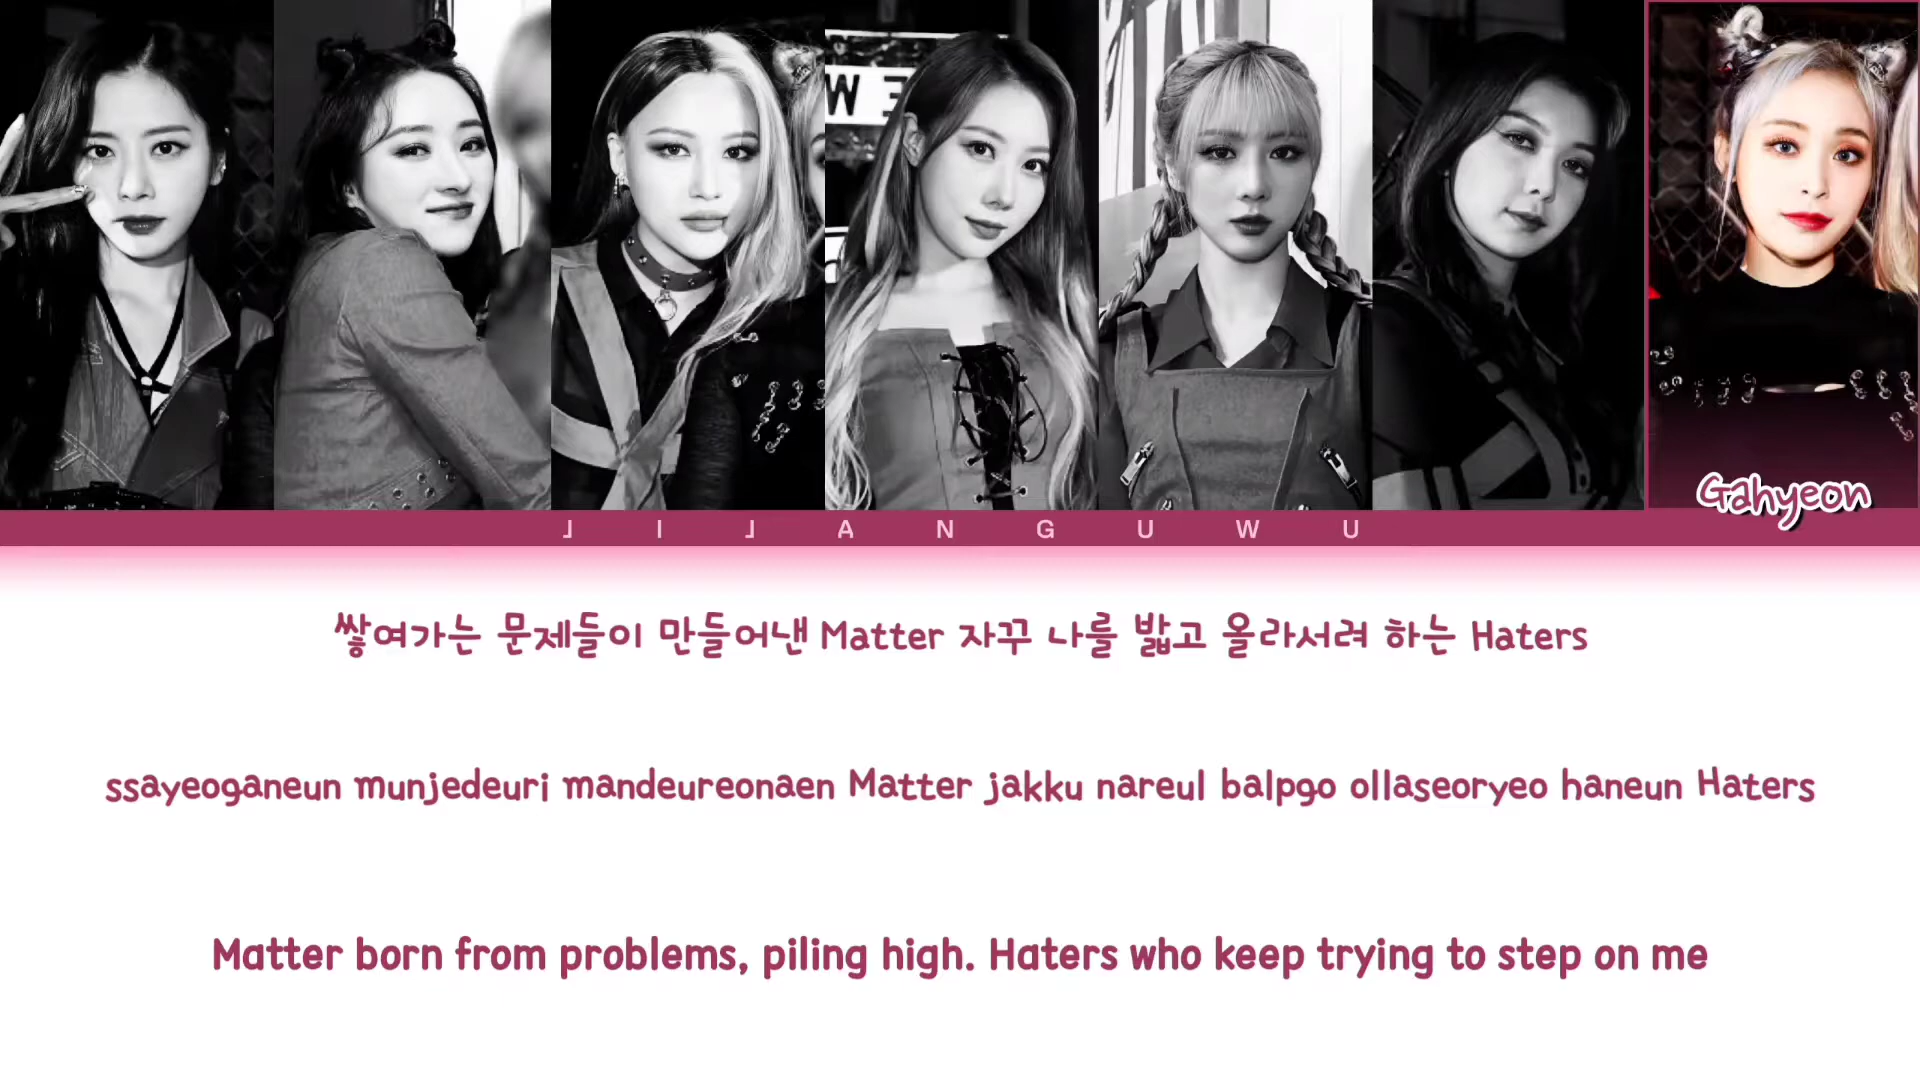 W E
Gahyeon
JIJANGUWU
쌓여가는 문제들이 만들어낸 Matter 자꾸 나를 밟고 올라서려 하는 Haters
ssayeoganeun munjedeuri mandeureonaen Matter jakku nareul balpgo ollaseoryeo haneun Haters
Matter born from problems, piling high. Haters who keep trying to step on me